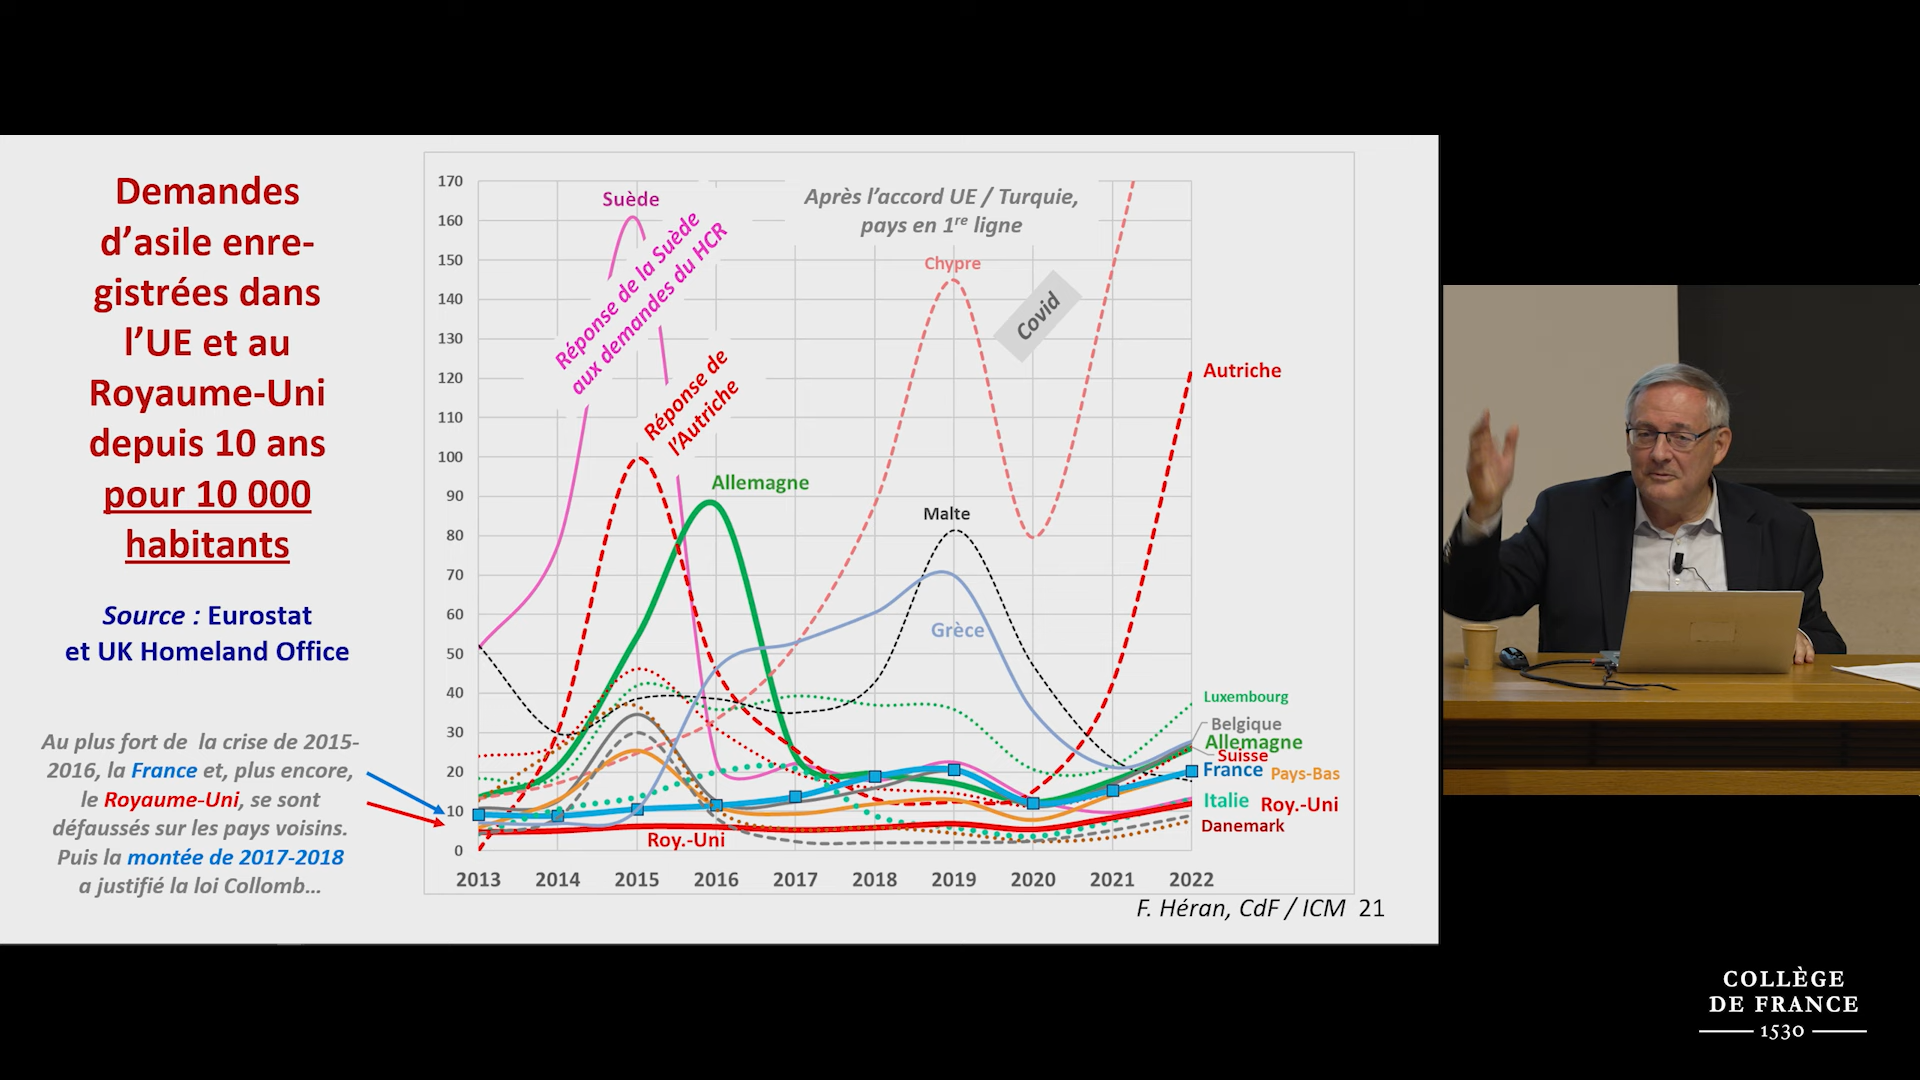 Demandes
d’asile enre-
gistrées dans
l’UE et au
Royaume-Uni
depuis 10 ans
pour 10 000
habitants
Source : Eurostat
et UK Homeland Office
Au plus fort de la crise de 2015-
2016, la France et, plus encore,
le Royaume-Uni, se sont
défaussés sur les pays voisins.
Puis la montée de 2017-2018
a justifié la loi Collomb...
170
160
150
140
130
120
110
100
90
80
70
60
50
40
30
20
10
0
2013 2014 2015 2016 2017 2018 2019 2020 2021 2022
Suède
Réponse de la Suède
aux demandes du HCR
Réponse de
l’Autriche
Allemagne
Après l’accord UE / Turquie,
pays en 1re ligne
Chypre
Covid
Malte
Grèce
Roy.-Uni
Autriche
Luxembourg
Belgique
Allemagne
Suisse
France Pays-Bas
Italie Roy.-Uni
Danemark
F. Héran, CdF / ICM 21
COLLÈGE
DE FRANCE
1530